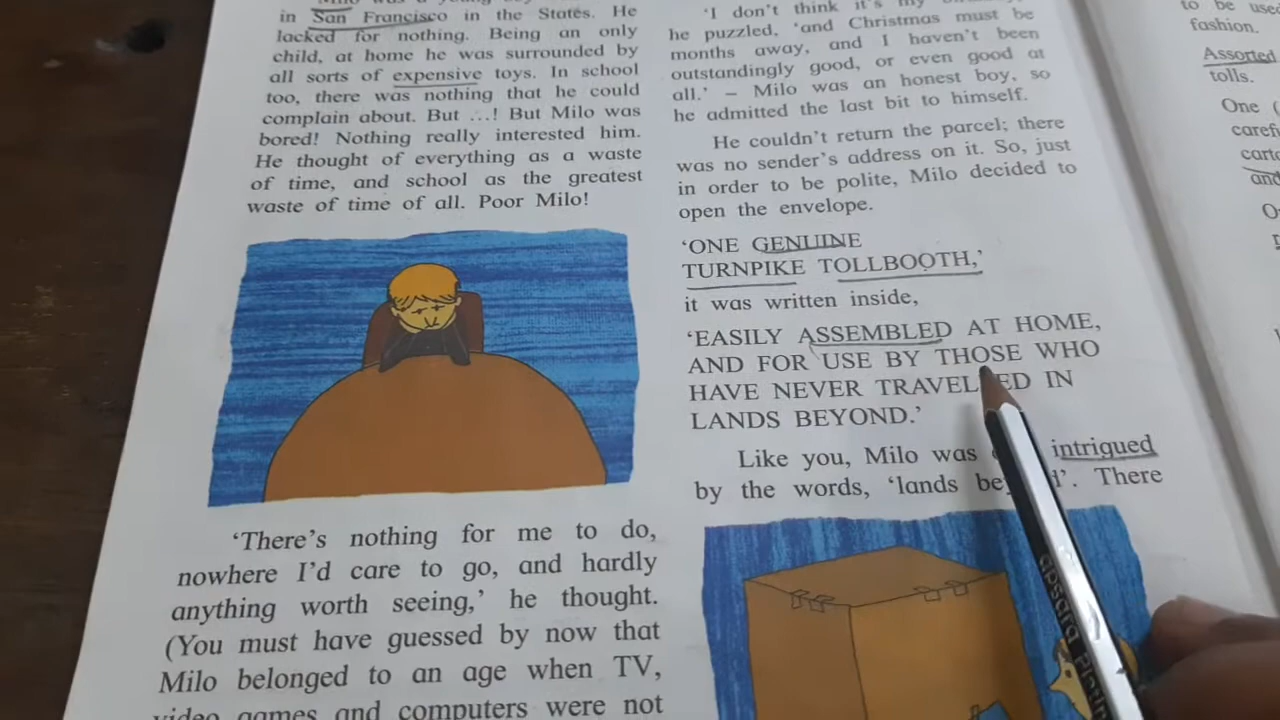 in San Francisco in the States. He
lacked for nothing. Being an only
child, at home he was surrounded by
all sorts of expensive toys. In school
too, there was nothing that he could
complain about. But ...! But Milo was
bored! Nothing really interested him.
He thought of everything as a waste
of time, and school as the greatest
waste of time of all. Poor Milo!
'There's nothing for me to do,
nowhere I'd care to go, and hardly
anything worth seeing,' he thought.
(You must have guessed by now that
Milo belonged to an age when TV,
video games and computers were not
'I don't think it's my
he puzzled, 'and Christmas must be
months away, and I haven't been
outstandingly good, or even good at
all.' – Milo was an honest boy, so
he admitted the last bit to himself.
He couldn't return the parcel; there
was no sender's address on it. So, just
in order to be polite, Milo decided to
open the envelope.
'ONE GENUINE
TURNPIKE TOLLBOOTH,'
it was written inside,
'EASILY ASSEMBLED AT HOME,
AND FOR USE BY THOSE WHO
HAVE NEVER TRAVELLED IN
LANDS BEYOND.'
Like you, Milo was intrigued
by the words, 'lands beyond'. There
to be used
fashion.
Assorted
tolls.
One
and
apsara